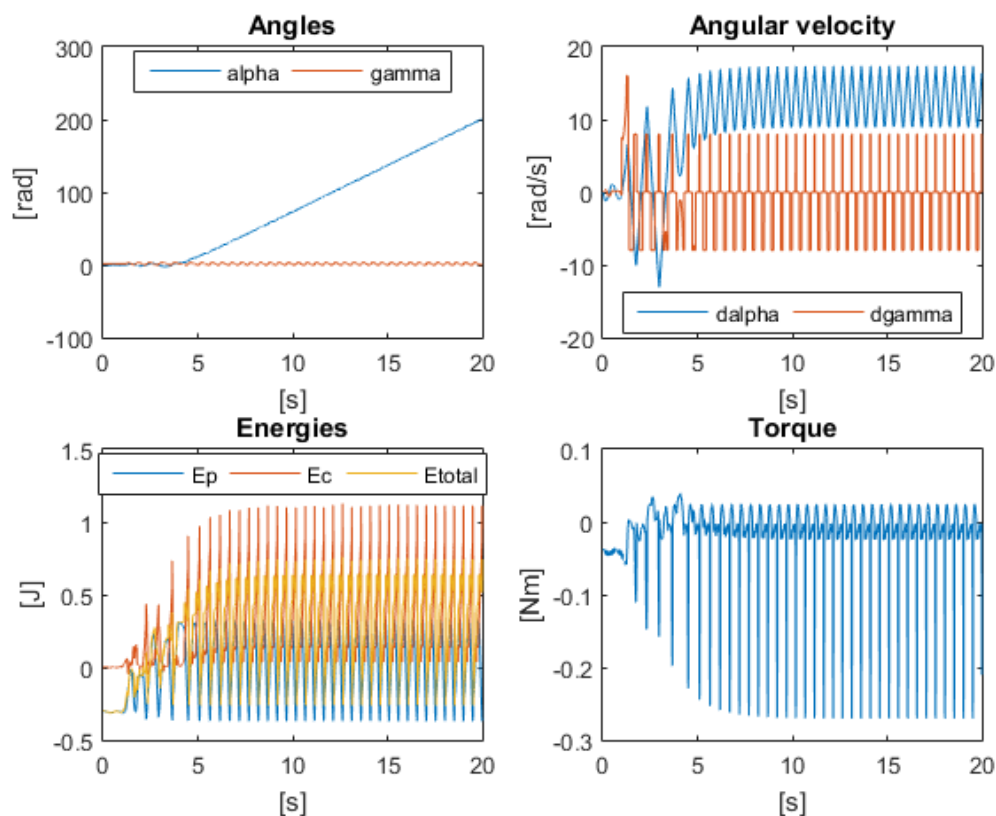 Angles
300
200
100
0
-100
[rad]
alpha gamma
0 5 10 15 20
[s]
Angular velocity
20
10
0
-10
-20
[rad/s]
dalpha dgamma
0 5 10 15 20
[s]
Energies
1.5
1
0.5
0
-0.5
[J]
Ep Ec Etotal
0 5 10 15 20
[s]
Torque
0.1
0
-0.1
-0.2
-0.3
[Nm]
0 5 10 15 20
[s]